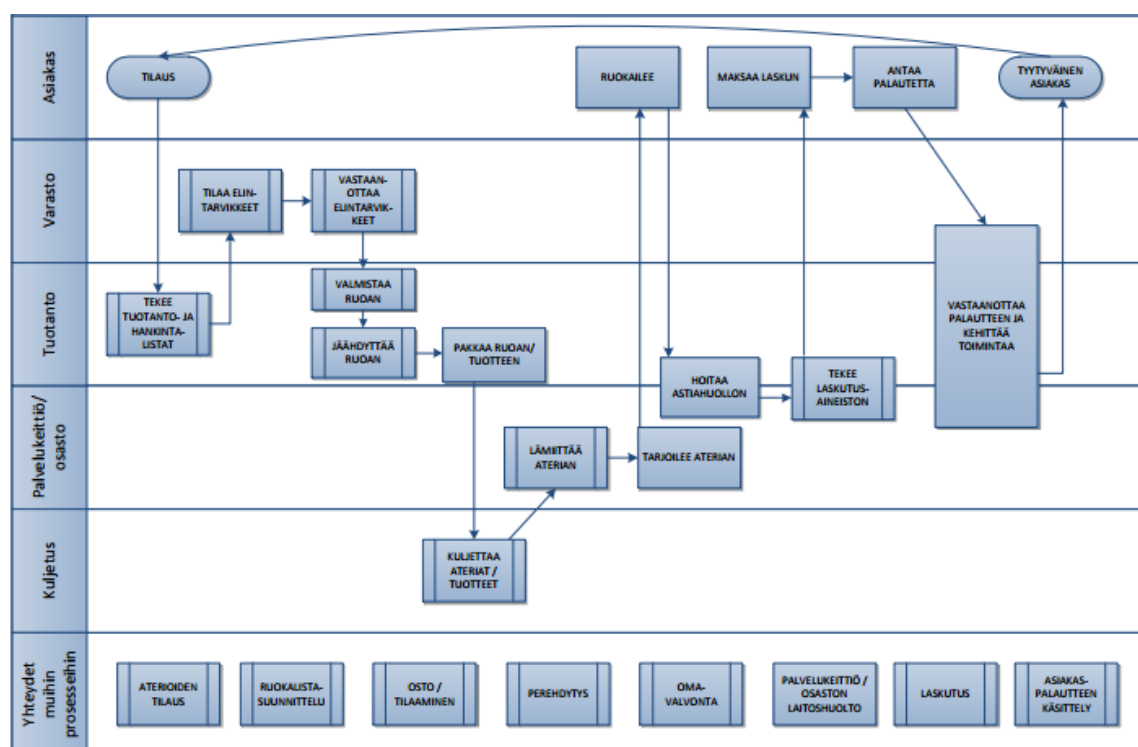 Asiakas
TILAUS
RUOKAILEE
MAKSAA LASKUN
ANTAA
PALAUTETTA
TYYTYVÄINEN
ASIAKAS
Varasto
TILAA ELIN-
TARVIKKEET
VASTAAN-
OTTAA
ELINTARVIK-
KEET
Tuotanto
TEKEE
TUOTANTO- JA
HANKINTA-
LISTAT
VALMISTAA
RUOAN
JÄÄHDYTTÄÄ
RUOAN
PAKKAA RUOAN/
TUOTTEEN
HOITAA
ASTIAHUOLLON
TEKEE
LASKUTUS-
AINEISTON
VASTAANOTTAA
PALAUTTEEN JA
KEHITTÄÄ
TOIMINTAA
Palvelukeittiö/
osasto
LÄMIITTÄÄ
ATERIAN
TARJOILEE ATERIAN
Kuljetus
KULJETTAA
ATERIAT /
TUOTTEET
Yhteydet
muihin
prosesseihin
ATERIOIDEN
TILAUS
RUOKALISTA-
SUUNNITTELU
OSTO /
TILAAMINEN
PEREHDYTYS
OMA-
VALVONTA
PALVELUKEITTIÖ /
OSASTON
LAITOSHUOLTO
LASKUTUS
ASIAKAS-
PALAUTTEEN
KÄSITTELY